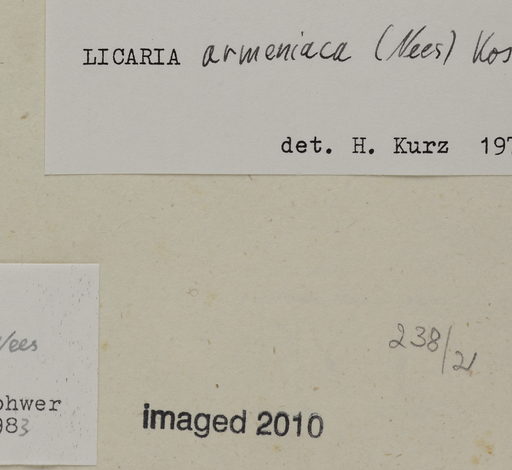 LICARIA armeniaca (Nees) Kos
det. H. Kurz 197
Nees
ohwer
983
238/21
imaged 2010